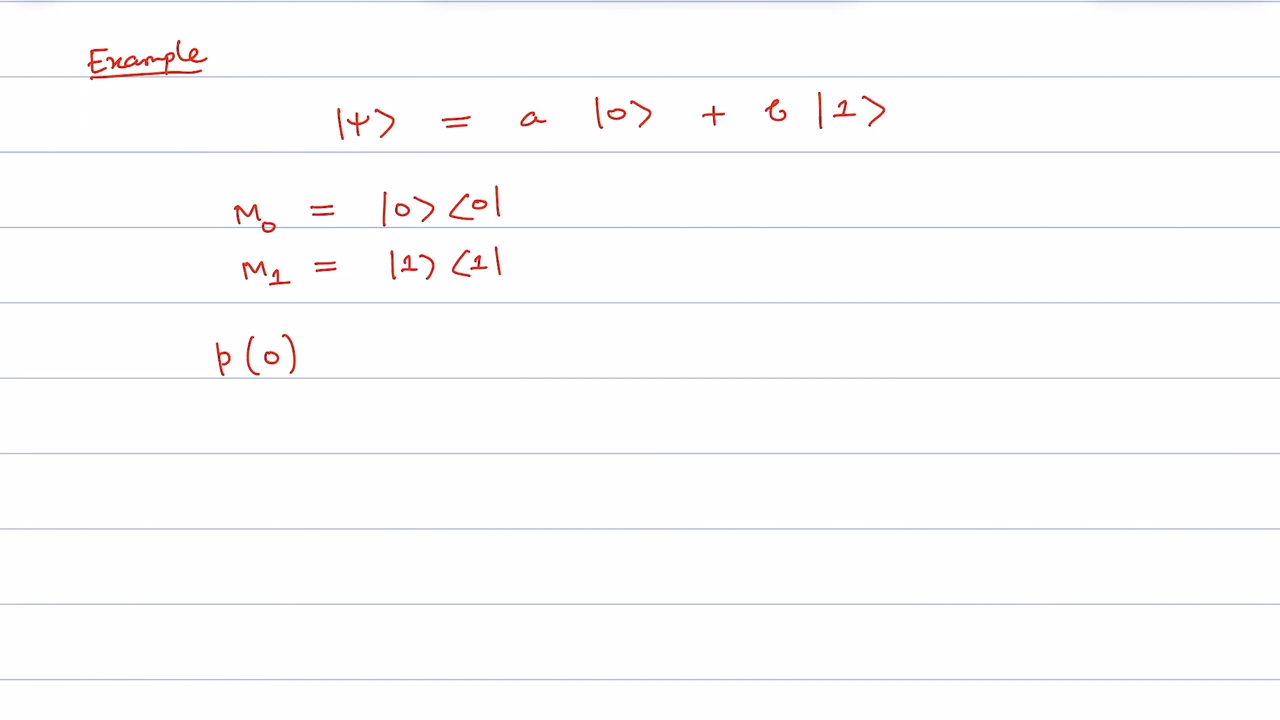 Example
|ψ> = a |0> + b |1>
M₀ = |0> <0|
M₁ = |1> <1|
p(0)